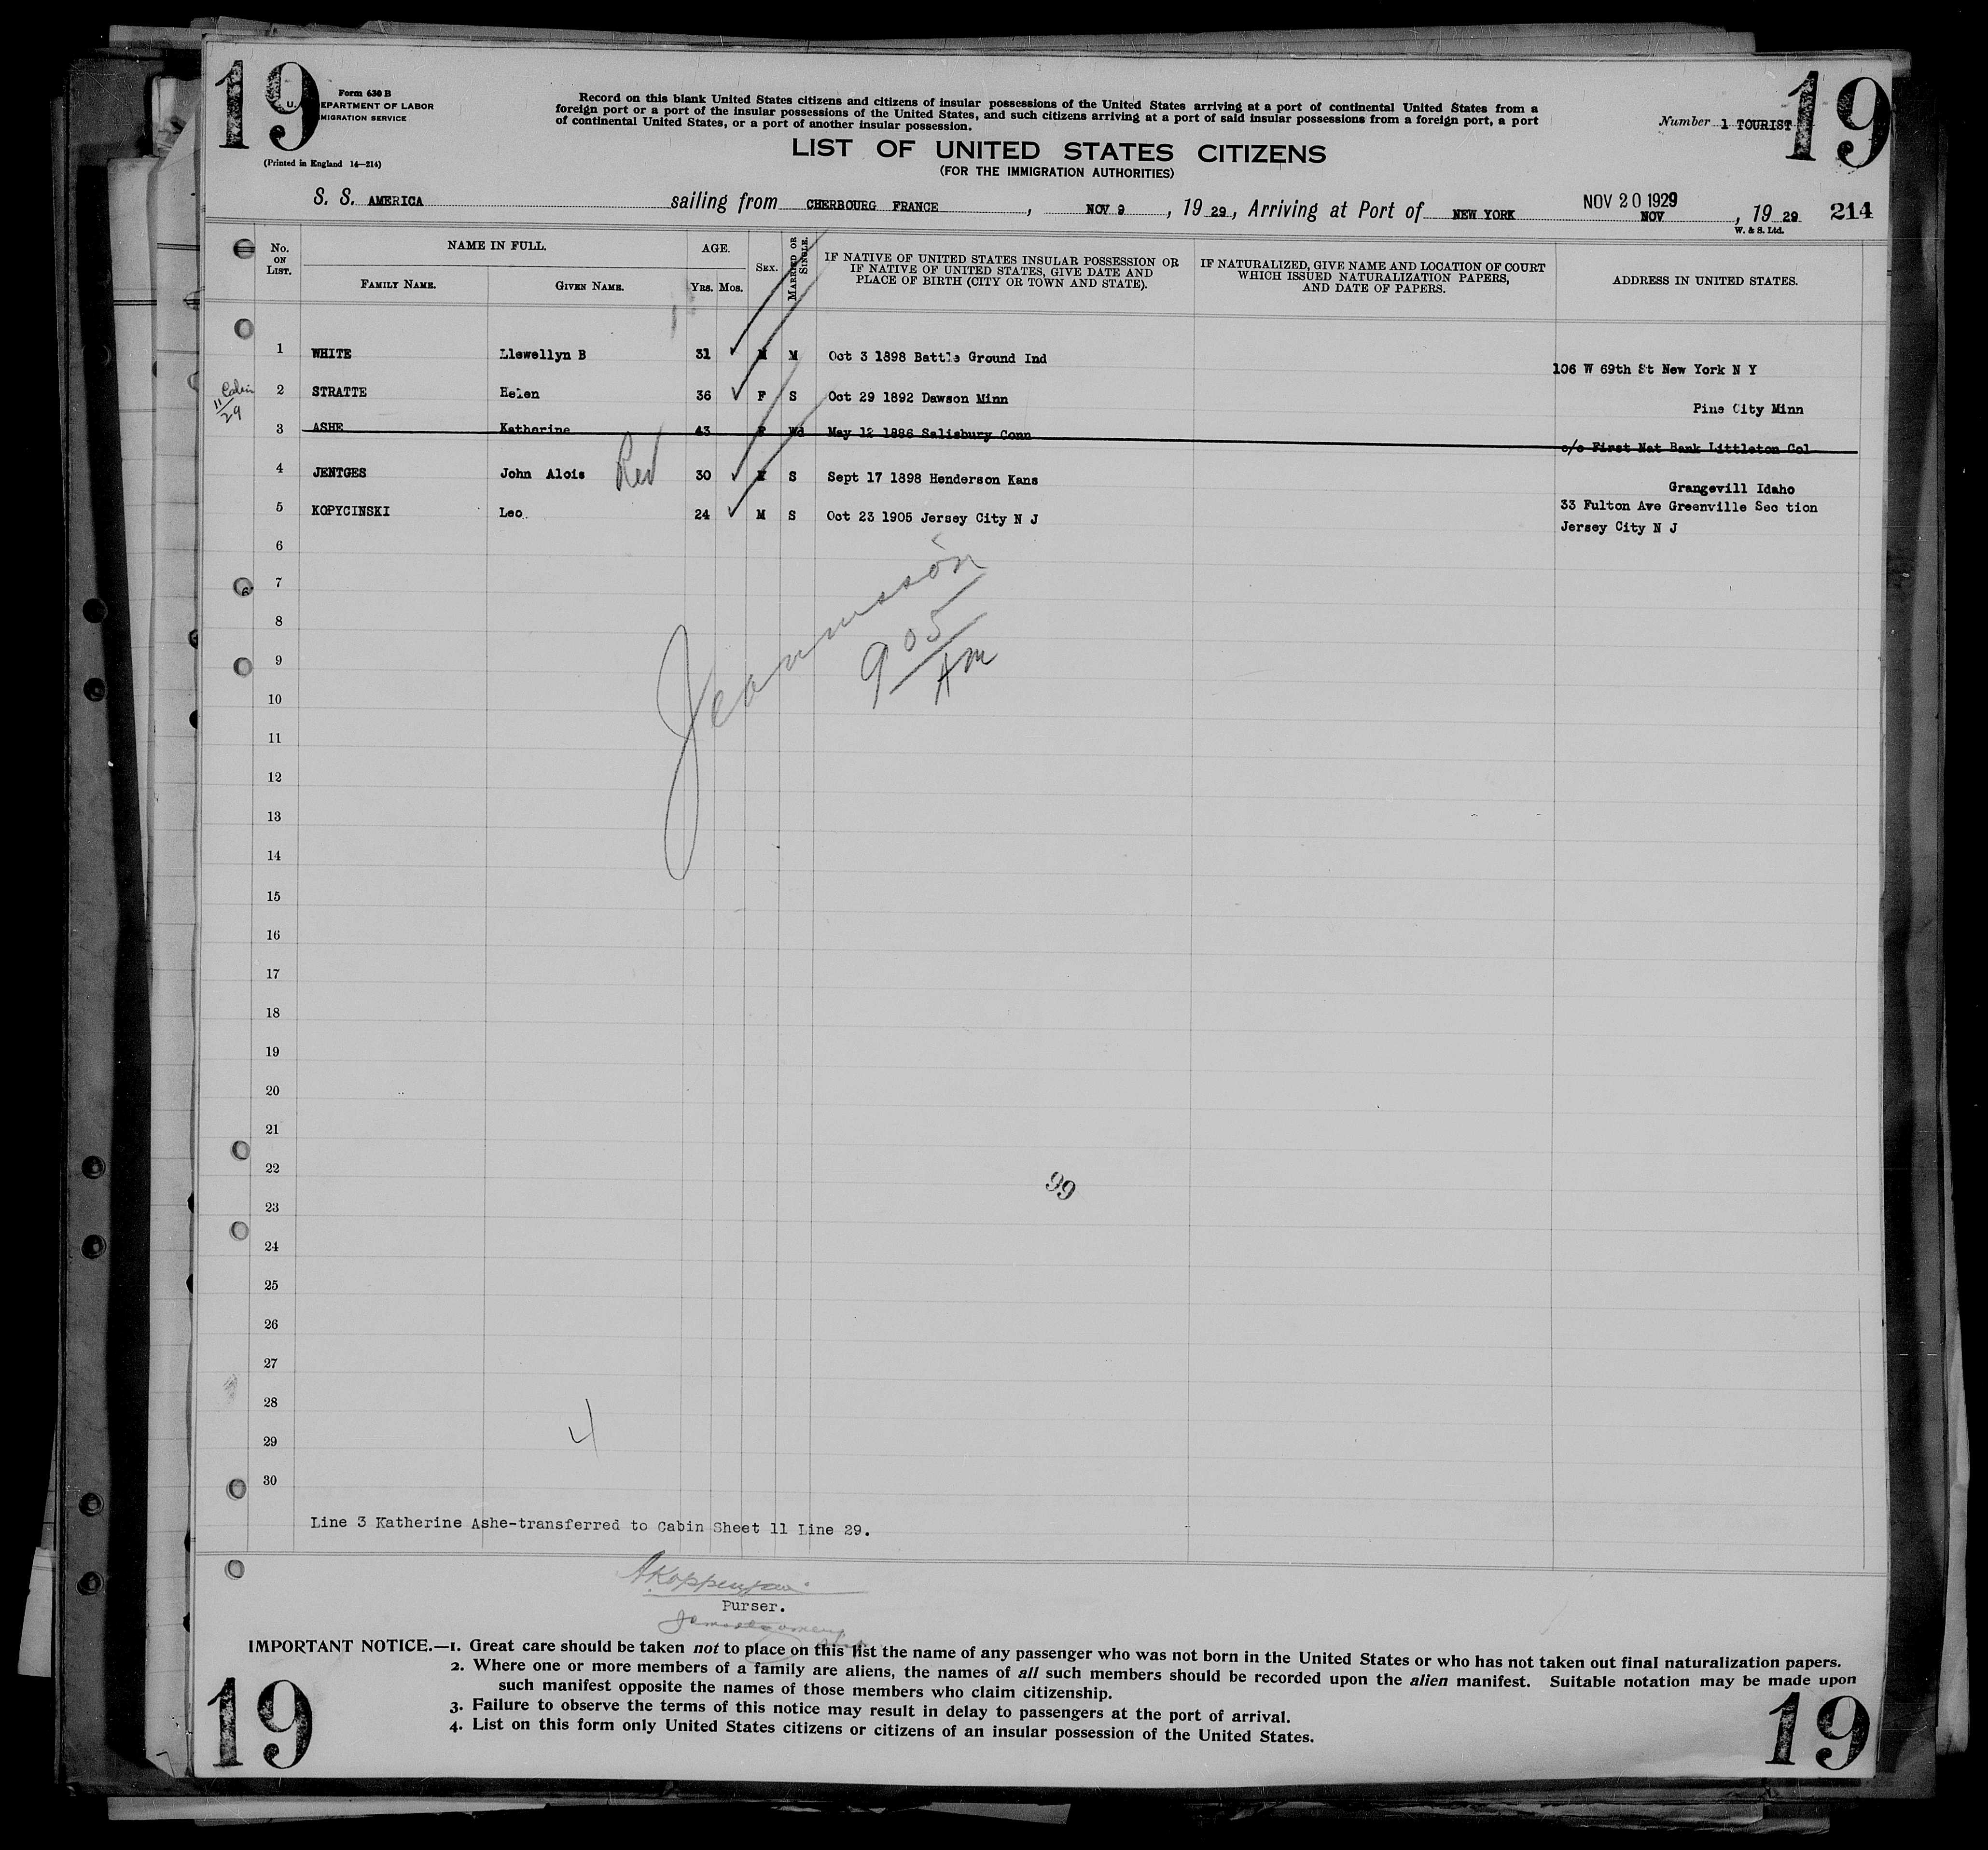 19
19
Form 630 B
U. DEPARTMENT OF LABOR
IMMIGRATION SERVICE
(Printed in England 14—214)
Record on this blank United States citizens and citizens of insular possessions of the United States arriving at a port of continental United States from a
foreign port or a port of the insular possessions of the United States, and such citizens arriving at a port of said insular possessions from a foreign port, a port
of continental United States, or a port of another insular possession.
Number 1 TOURIST
LIST OF UNITED STATES CITIZENS
(FOR THE IMMIGRATION AUTHORITIES)
S. S. AMERICA sailing from CHERBOURG FRANCE, NOV 9, 19 29, Arriving at Port of NEW YORK NOV 20 1929 NOV, 19 29 214
W. & S. Ltd.
No. ON LIST. NAME IN FULL. AGE. SEX. MARRIED OR SINGLE. IF NATIVE OF UNITED STATES INSULAR POSSESSION OR IF NATIVE OF UNITED STATES, GIVE DATE AND PLACE OF BIRTH (CITY OR TOWN AND STATE). IF NATURALIZED, GIVE NAME AND LOCATION OF COURT WHICH ISSUED NATURALIZATION PAPERS, AND DATE OF PAPERS. ADDRESS IN UNITED STATES.
FAMILY NAME. GIVEN NAME. YRS. MOS.
1 WHITE Llewellyn B 31 M M Oct 3 1898 Battle Ground Ind 106 W 69th St New York N Y
Cabin 11/29
2 STRATTE Helen 36 F S Oct 29 1892 Dawson Minn Pine City Minn
3 ASHE Katherine 43 F Wd May 12 1886 Salisbury Conn c/o First Nat Bank Littleton Col
4 JENTGES John Alois Rev 30 M S Sept 17 1898 Henderson Kans Grangevill Idaho
5 KOPYCINSKI Leo 24 M S Oct 23 1905 Jersey City N J 33 Fulton Ave Greenville Sec tion
Jersey City N J
6
7
8
9
10
9 05 AM
11
12
13
14
15
16
17
18
19
20
21
22
99
23
24
25
26
27
28
4
29
30
Line 3 Katherine Ashe-transferred to Cabin Sheet 11 Line 29.
Purser.
IMPORTANT NOTICE.—1. Great care should be taken not to place on this list the name of any passenger who was not born in the United States or who has not taken out final naturalization papers.
2. Where one or more members of a family are aliens, the names of all such members should be recorded upon the alien manifest. Suitable notation may be made upon
such manifest opposite the names of those members who claim citizenship.
3. Failure to observe the terms of this notice may result in delay to passengers at the port of arrival.
4. List on this form only United States citizens or citizens of an insular possession of the United States.
19
19